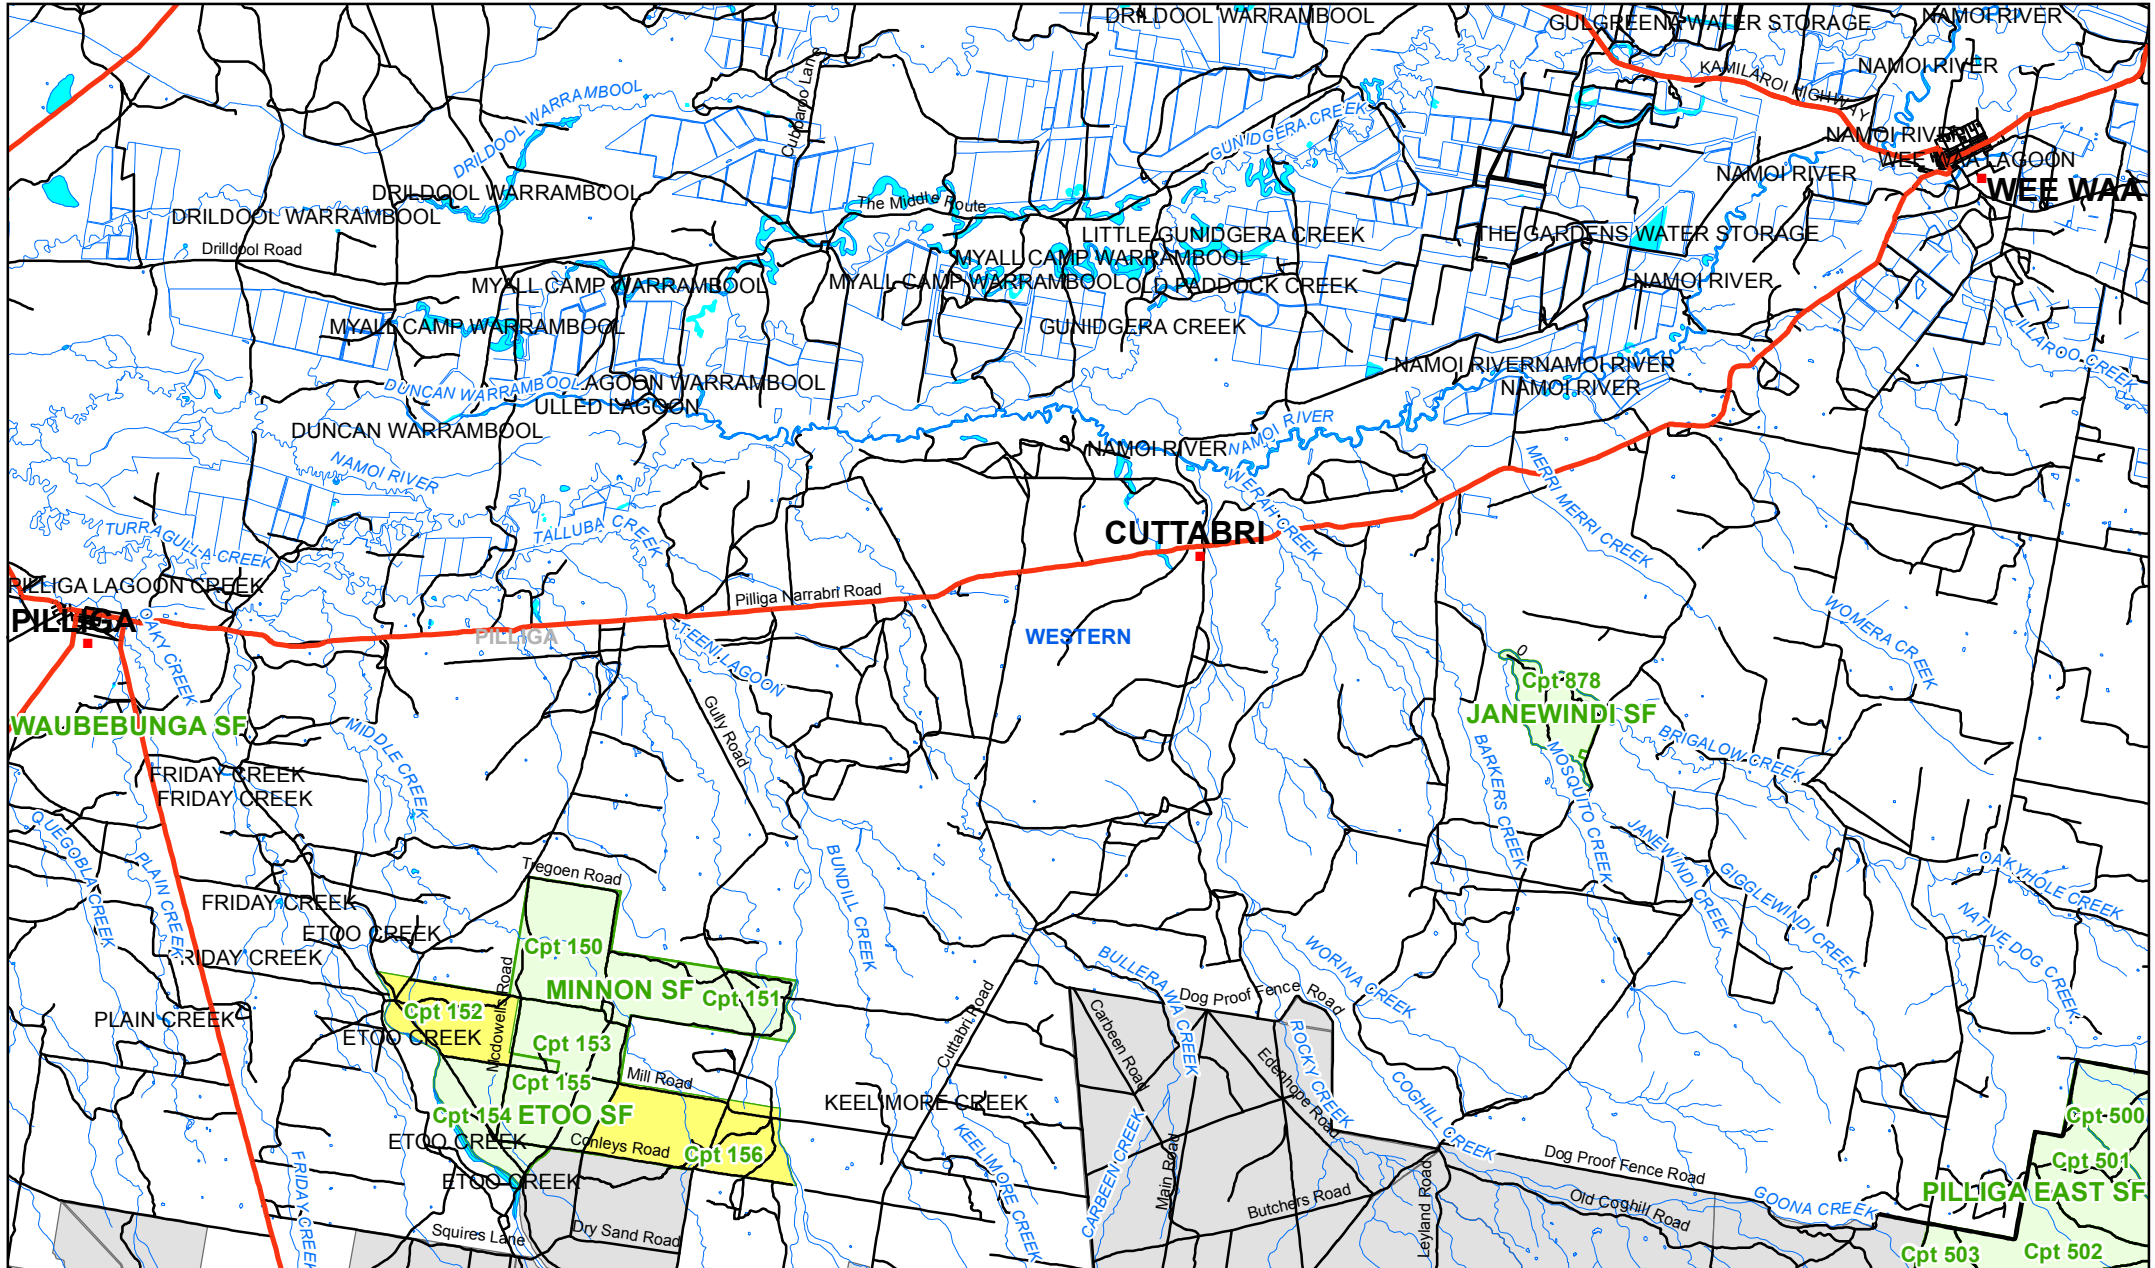 DRILDOOL WARRAMBOOL
GULGREENA WATER STORAGE
NAMOI RIVER
NAMOI RIVER
KAMILAROI HIGHWAY
Cubbaroo Lane
DRILDOOL WARRAMBOOL
GUNIDGERA CREEK
NAMOI RIVER
WEE WAA LAGOON
NAMOI RIVER
WEE WAA
DRILDOOL WARRAMBOOL
The Middle Route
DRILDOOL WARRAMBOOL
Drilldool Road
LITTLE GUNIDGERA CREEK
THE GARDENS WATER STORAGE
MYALL CAMP WARRAMBOOL
MYALL CAMP WARRAMBOOL
MYALL CAMP WARRAMBOOL
OLD PADDOCK CREEK
NAMOI RIVER
MYALL CAMP WARRAMBOOL
GUNIDGERA CREEK
NAMOI RIVER
NAMOI RIVER
DUNCAN WARRAMBOOL
LAGOON WARRAMBOOL
NAMOI RIVER
ULLED LAGOON
DUNCAN WARRAMBOOL
NAMOI RIVER
NAMOI RIVER
NAMOI RIVER
MERRI MERRI CREEK
WERAH CREEK
TURRAGULLA CREEK
TALLUBA CREEK
CUTTABRI
PILLIGA LAGOON CREEK
Pilliga Narrabri Road
PILLIGA
PILLIGA
WESTERN
OAKY CREEK
TEENI LAGOON
WOMERA CREEK
0
Cpt 878
JANEWINDI SF
WAUBEBUNGA SF
MIDDLE CREEK
Gully Road
BARKERS CREEK
MOSQUITO CREEK
BRIGALOW CREEK
FRIDAY CREEK
FRIDAY CREEK
QUEGOBLA CREEK
PLAIN CREEK
BUNDILL CREEK
JANEWINDI CREEK
GIGGLEWINDI CREEK
OAKYHOLE CREEK
NATIVE DOG CREEK
Tregoen Road
FRIDAY CREEK
ETOO CREEK
Cpt 150
FRIDAY CREEK
MINNON SF
Cpt 151
BULLERAWA CREEK
WORINA CREEK
Dog Proof Fence Road
Cpt 152
PLAIN CREEK
ETOO CREEK
Mcdowells Road
Cpt 153
Cuttabri Road
Carbeen Road
Edenhope Road
ROCKY CREEK
COGHILL CREEK
Cpt 155
Mill Road
KEELIMORE CREEK
Cpt 154
ETOO SF
Cpt 500
ETOO CREEK
Conleys Road
Cpt 156
KEELIMORE CREEK
CARBEEN CREEK
Main Road
Dog Proof Fence Road
Cpt 501
FRIDAY CREEK
ETOO CREEK
PILLIGA EAST SF
Butchers Road
Leyland Road
Old Coghill Road
GOONA CREEK
Squires Lane
Dry Sand Road
Cpt 503
Cpt 502